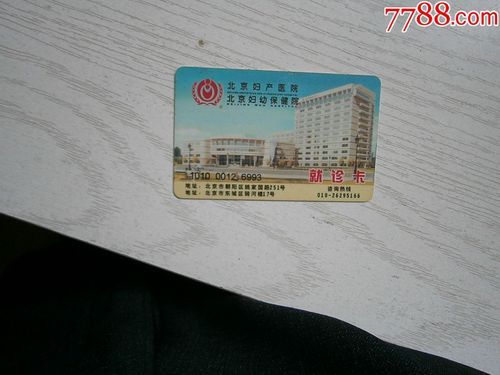 7788.com
北京妇产医院
北京妇幼保健院
就诊卡
1010 0012 6993
地址：北京市朝阳区姚家园路251号
地址：北京市东城区骑河楼17号
咨询热线
010-26295166